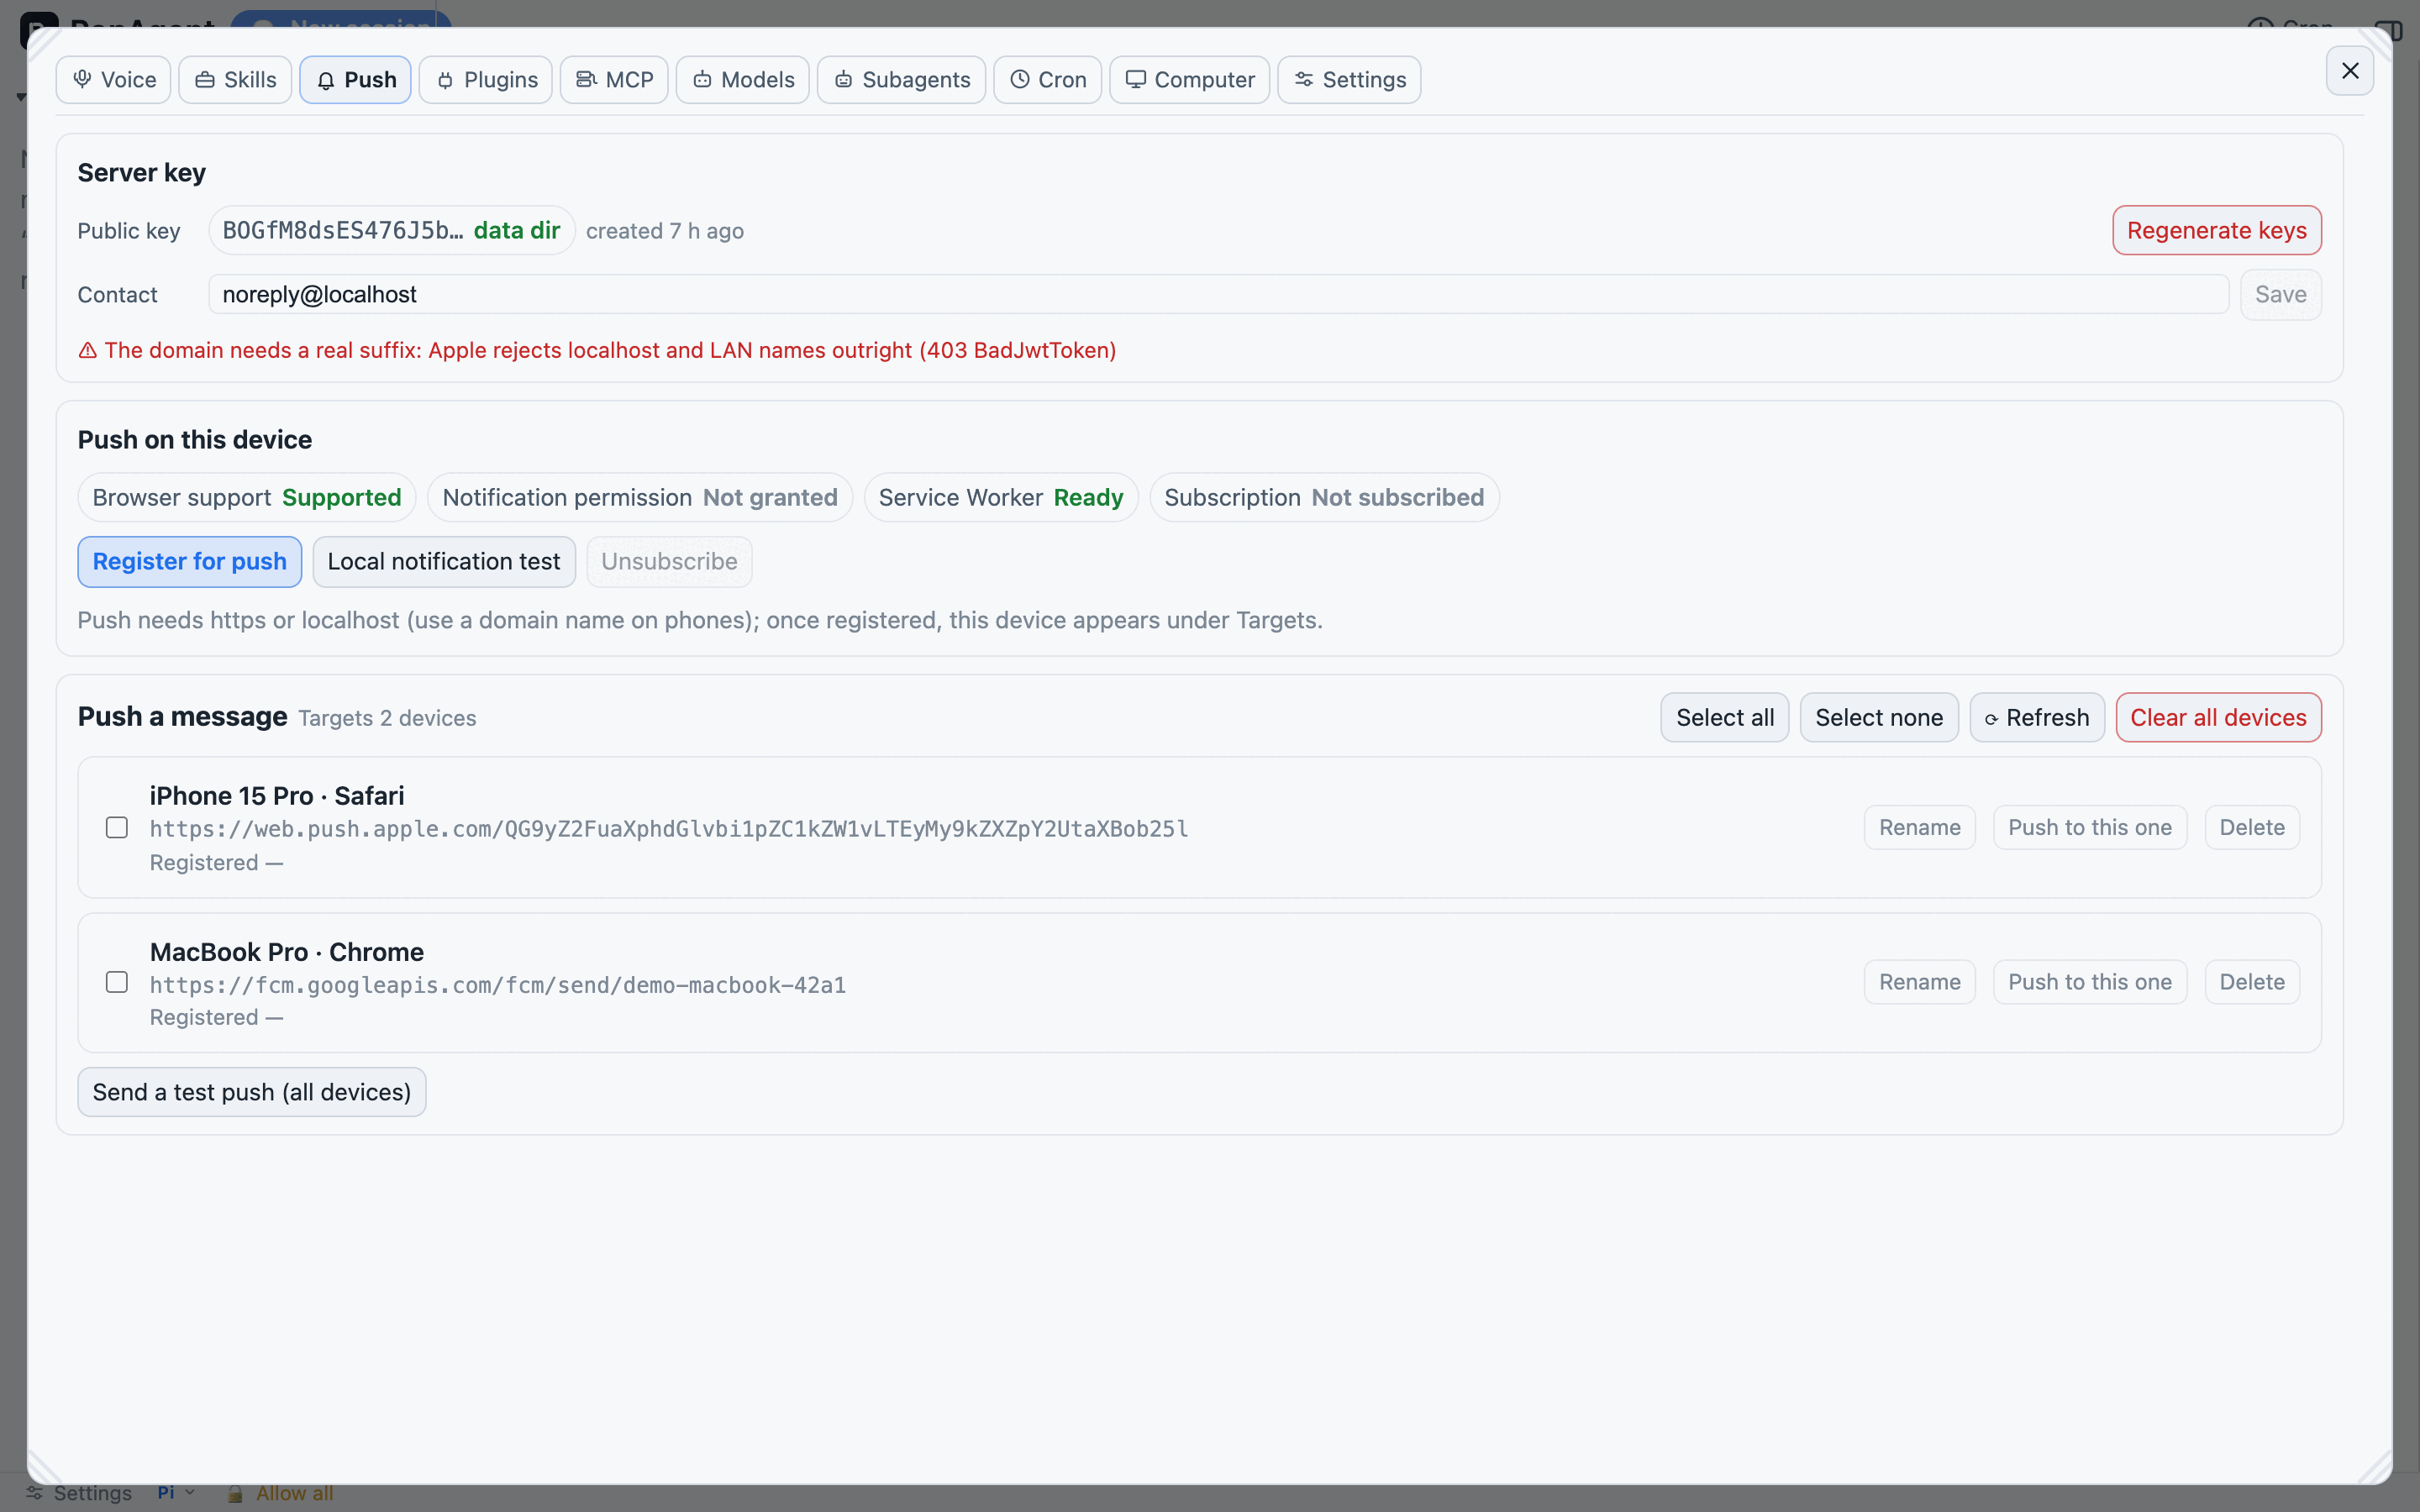 Voice Skills Push Plugins MCP Models Subagents Cron Computer Settings
Server key
Public key BOGfM8dsES476J5b… data dir created 7 h ago Regenerate keys
Contact noreply@localhost Save
The domain needs a real suffix: Apple rejects localhost and LAN names outright (403 BadJwtToken)
Push on this device
Browser support Supported Notification permission Not granted Service Worker Ready Subscription Not subscribed
Register for push Local notification test Unsubscribe
Push needs https or localhost (use a domain name on phones); once registered, this device appears under Targets.
Push a message Targets 2 devices Select all Select none Refresh Clear all devices
iPhone 15 Pro · Safari
https://web.push.apple.com/QG9yZ2FuaXphdGlvbi1pZC1kZW1vLTEyMy9kZXZpY2UtaXBob25l
Registered —
Rename Push to this one Delete
MacBook Pro · Chrome
https://fcm.googleapis.com/fcm/send/demo-macbook-42a1
Registered —
Rename Push to this one Delete
Send a test push (all devices)
Settings Pi Allow all